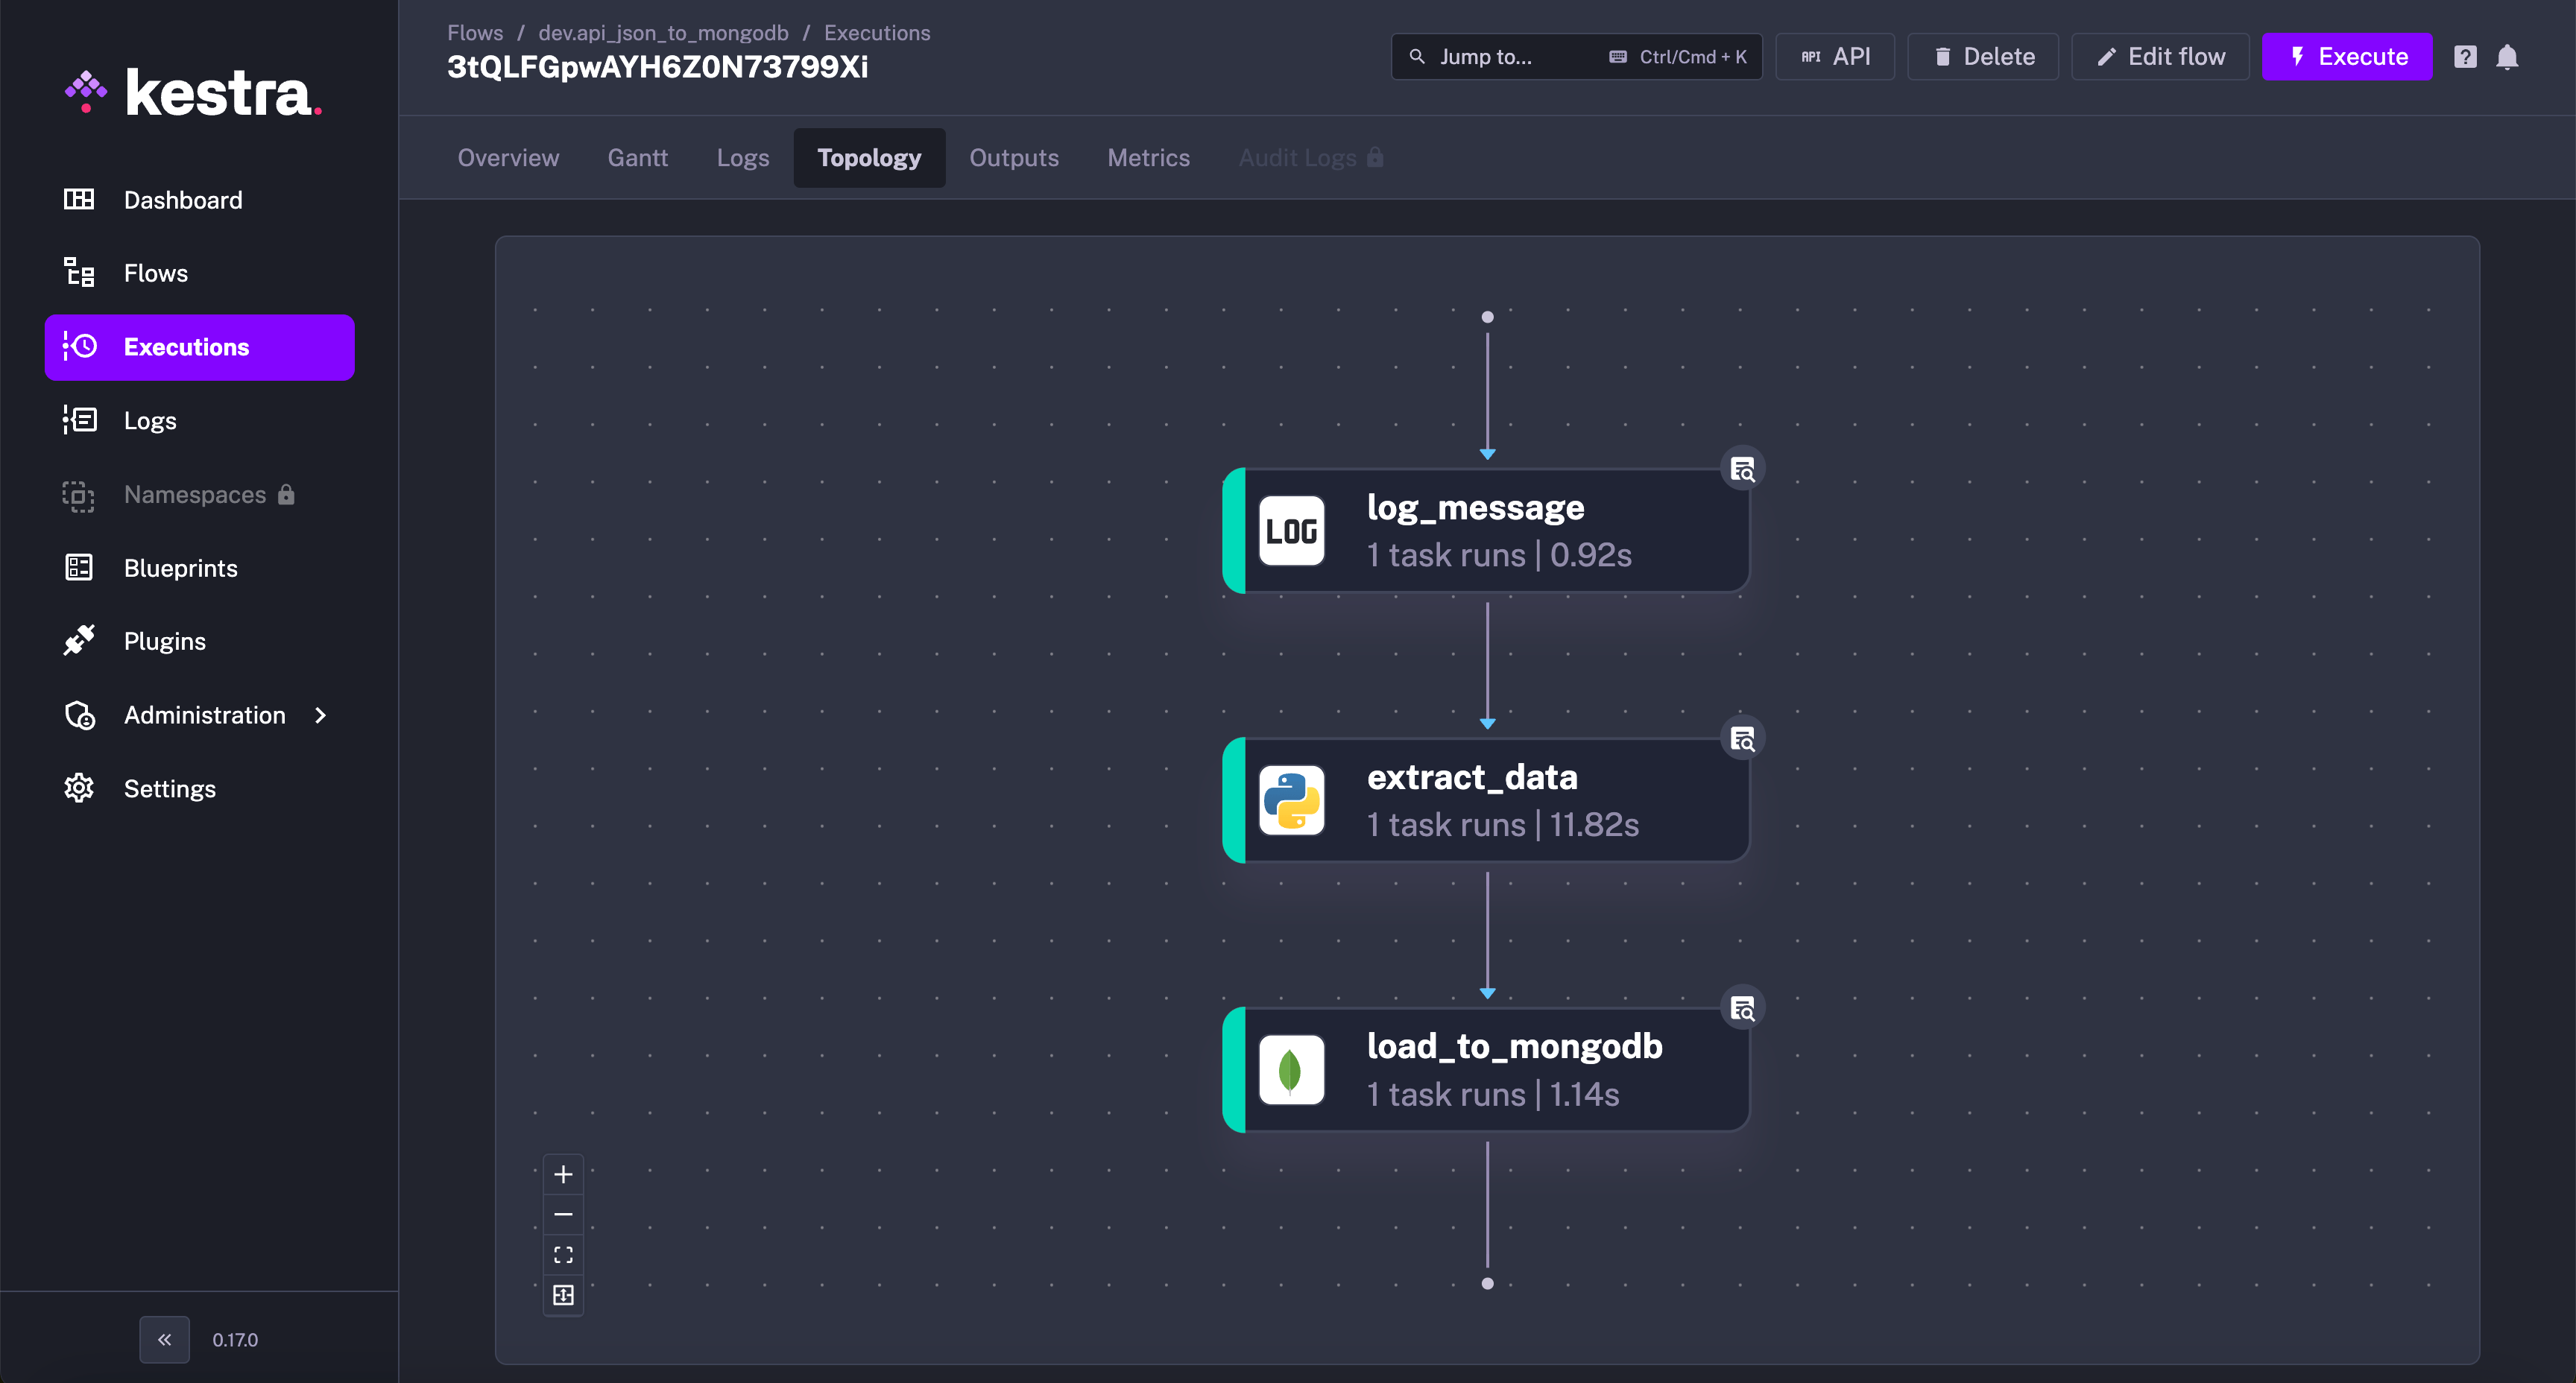 kestra.
Dashboard
Flows
Executions
Logs
Namespaces
Blueprints
Plugins
Administration
Settings
0.17.0
Flows / dev.api_json_to_mongodb / Executions
3tQLFGpwAYH6Z0N73799Xi
Jump to... Ctrl/Cmd + K
API API
Delete
Edit flow
Execute
Overview
Gantt
Logs
Topology
Outputs
Metrics
Audit Logs
LOG
log_message
1 task runs | 0.92s
extract_data
1 task runs | 11.82s
load_to_mongodb
1 task runs | 1.14s